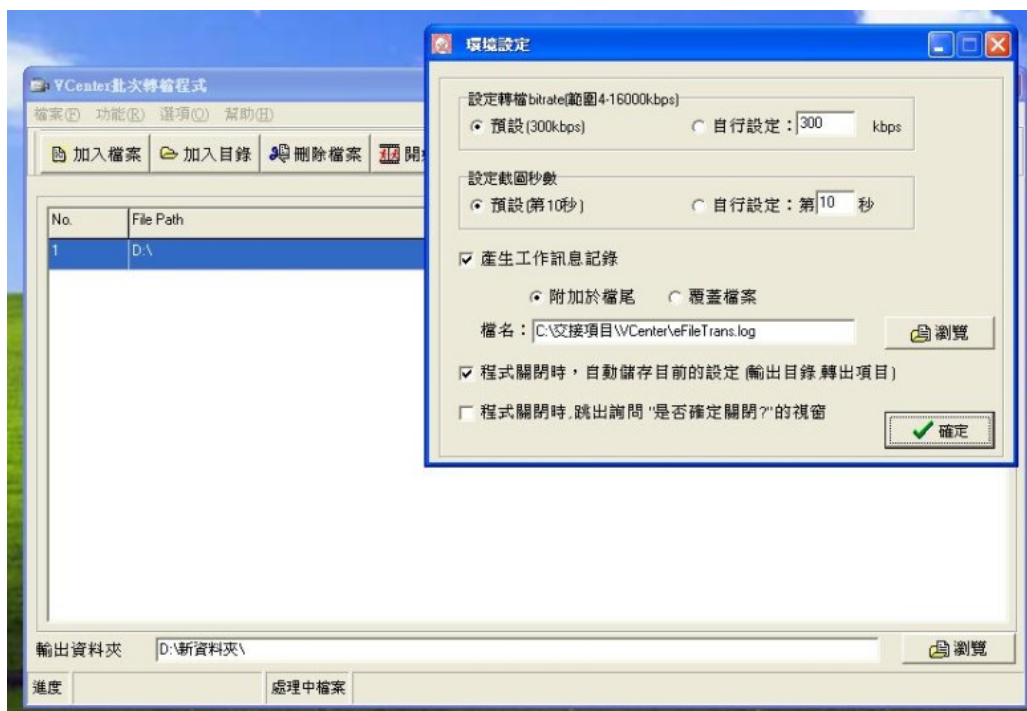 環境設定
VCenter批次轉檔程式
檔案(F) 功能(R) 選項(O) 幫助(H)
加入檔案 加入目錄 刪除檔案 開
No. File Path
1 D:\
設定轉檔bitrate(範圍4-16000kbps)
預設(300kbps) 自行設定：300 kbps
設定截圖秒數
預設(第10秒) 自行設定：第10 秒
產生工作訊息記錄
附加於檔尾 覆蓋檔案
檔名：C:\交接項目\VCenter\eFileTrans.log 瀏覽
程式關閉時，自動儲存目前的設定(輸出目錄,轉出項目)
程式關閉時,跳出詢問"是否確定關閉?"的視窗
確定
輸出資料夾 D:\新資料夾\ 瀏覽
進度 處理中檔案